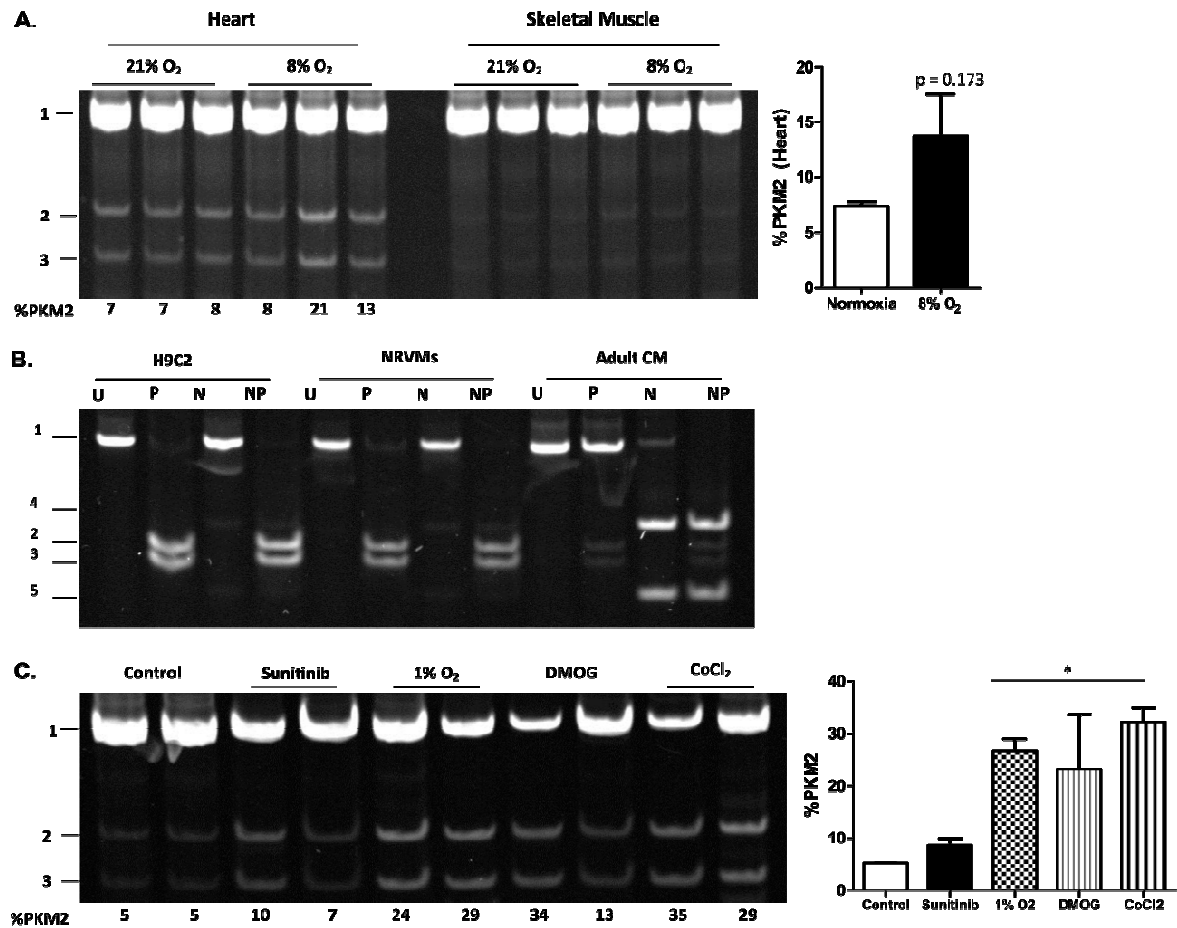 A.
Heart
Skeletal Muscle
21% O₂
8% O₂
21% O₂
8% O₂
1
2
3
%PKM2 7 7 8 8 21 13
%PKM2 (Heart)
20
15
10
5
0
p = 0.173
Normoxia 8% O₂
B.
H9C2 NRVMs Adult CM
U P N NP U P N NP U P N NP
1
4
2
3
5
C.
Control Sunitinib 1% O₂ DMOG CoCl₂
1
2
3
%PKM2 5 5 10 7 24 29 34 13 35 29
%PKM2
40
30
20
10
0
*
Control Sunitinib 1% O2 DMOG CoCl2